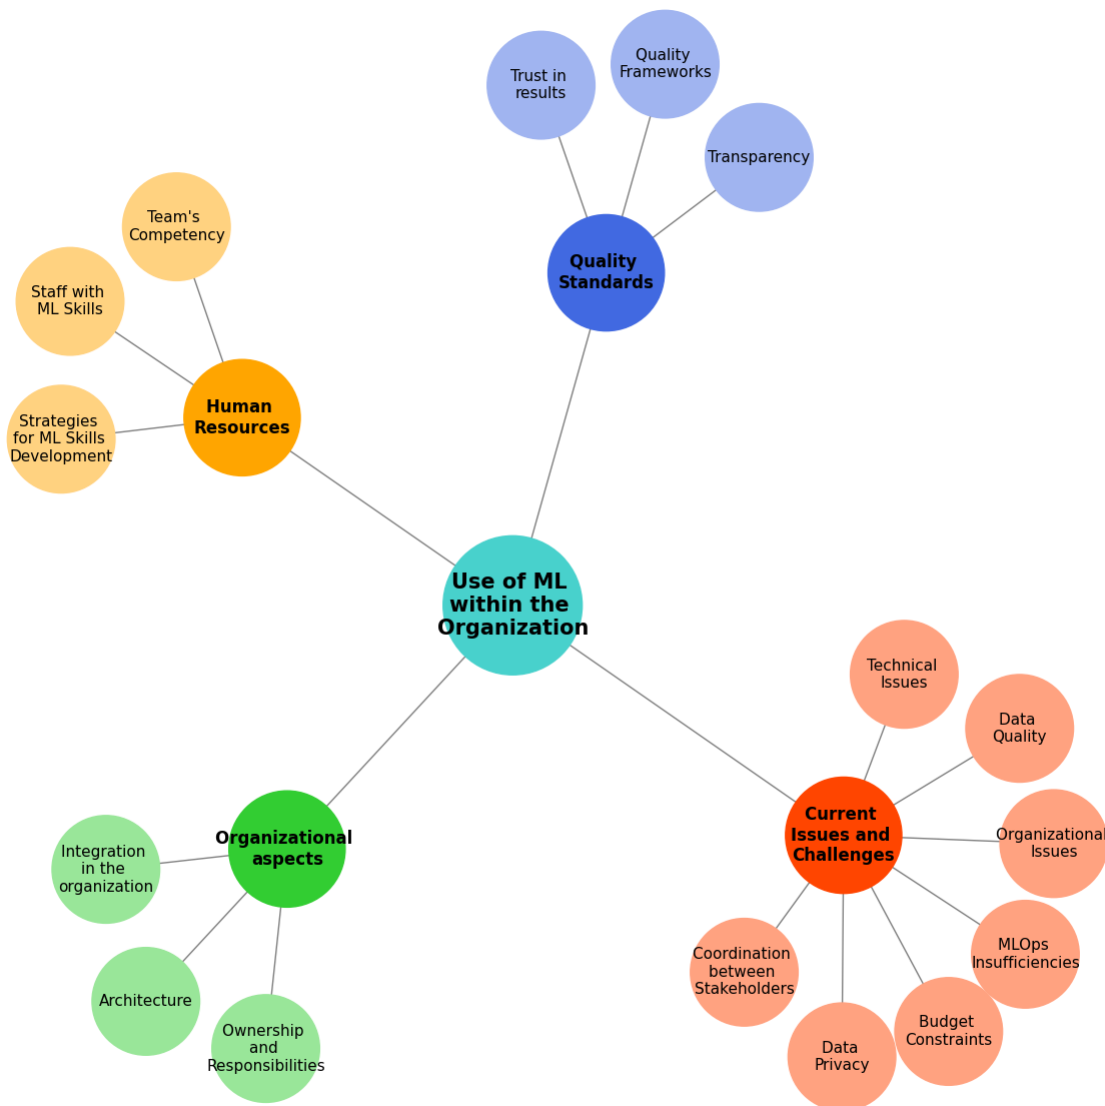 Trust in
results
Quality
Frameworks
Transparency
Quality
Standards
Team's
Competency
Staff with
ML Skills
Strategies
for ML Skills
Development
Human
Resources
Use of ML
within the
Organization
Technical
Issues
Data
Quality
Organizational
Issues
MLOps
Insufficiencies
Budget
Constraints
Data
Privacy
Coordination
between
Stakeholders
Current
Issues and
Challenges
Organizational
aspects
Integration
in the
organization
Architecture
Ownership
and
Responsibilities